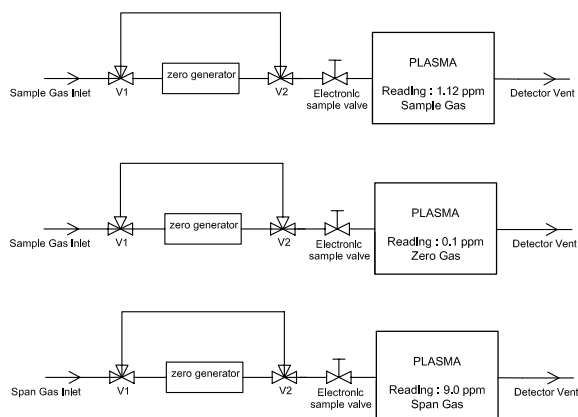 PLASMA
zero generator
Reading : 1.12 ppm
Sample Gas
Sample Gas Inlet
V1
V2
Electronic
sample valve
Detector Vent
PLASMA
zero generator
Reading : 0.1 ppm
Zero Gas
Sample Gas Inlet
V1
V2
Electronic
sample valve
Detector Vent
PLASMA
zero generator
Reading : 9.0 ppm
Span Gas
Span Gas Inlet
V1
V2
Electronic
sample valve
Detector Vent